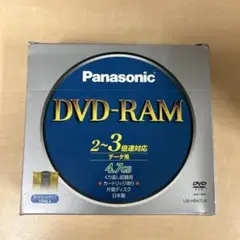 Panasonic
DVD-RAM
2～3倍速対応
データ用
4.7GB
くり返し記録用
カートリッジ無り
片面ディスク
日本製
DVD